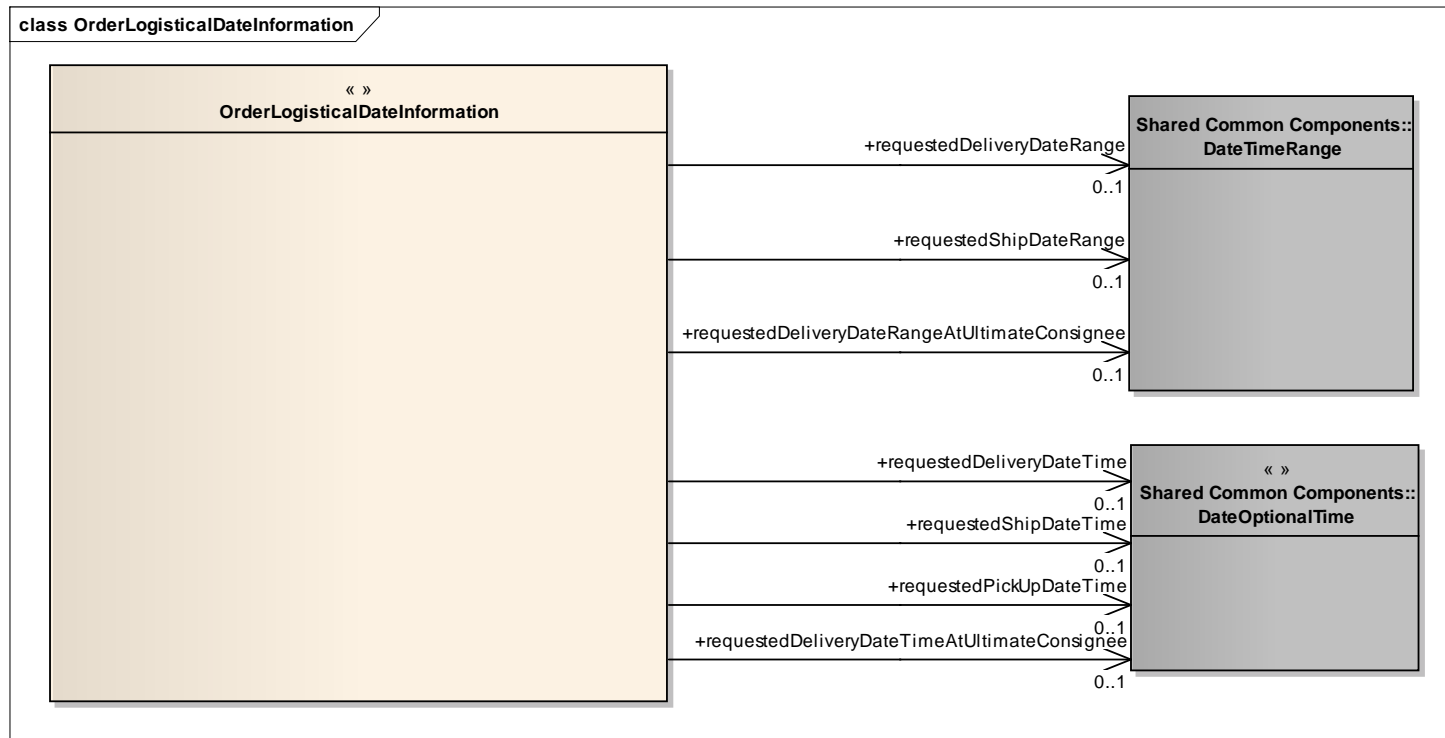 class OrderLogisticalDateInformation
« »
OrderLogisticalDateInformation
Shared Common Components::
DateTimeRange
+requestedDeliveryDateRange
0..1
+requestedShipDateRange
0..1
+requestedDeliveryDateRangeAtUltimateConsignee
0..1
« »
Shared Common Components::
DateOptionalTime
+requestedDeliveryDateTime
0..1
+requestedShipDateTime
0..1
+requestedPickUpDateTime
0..1
+requestedDeliveryDateTimeAtUltimateConsignee
0..1